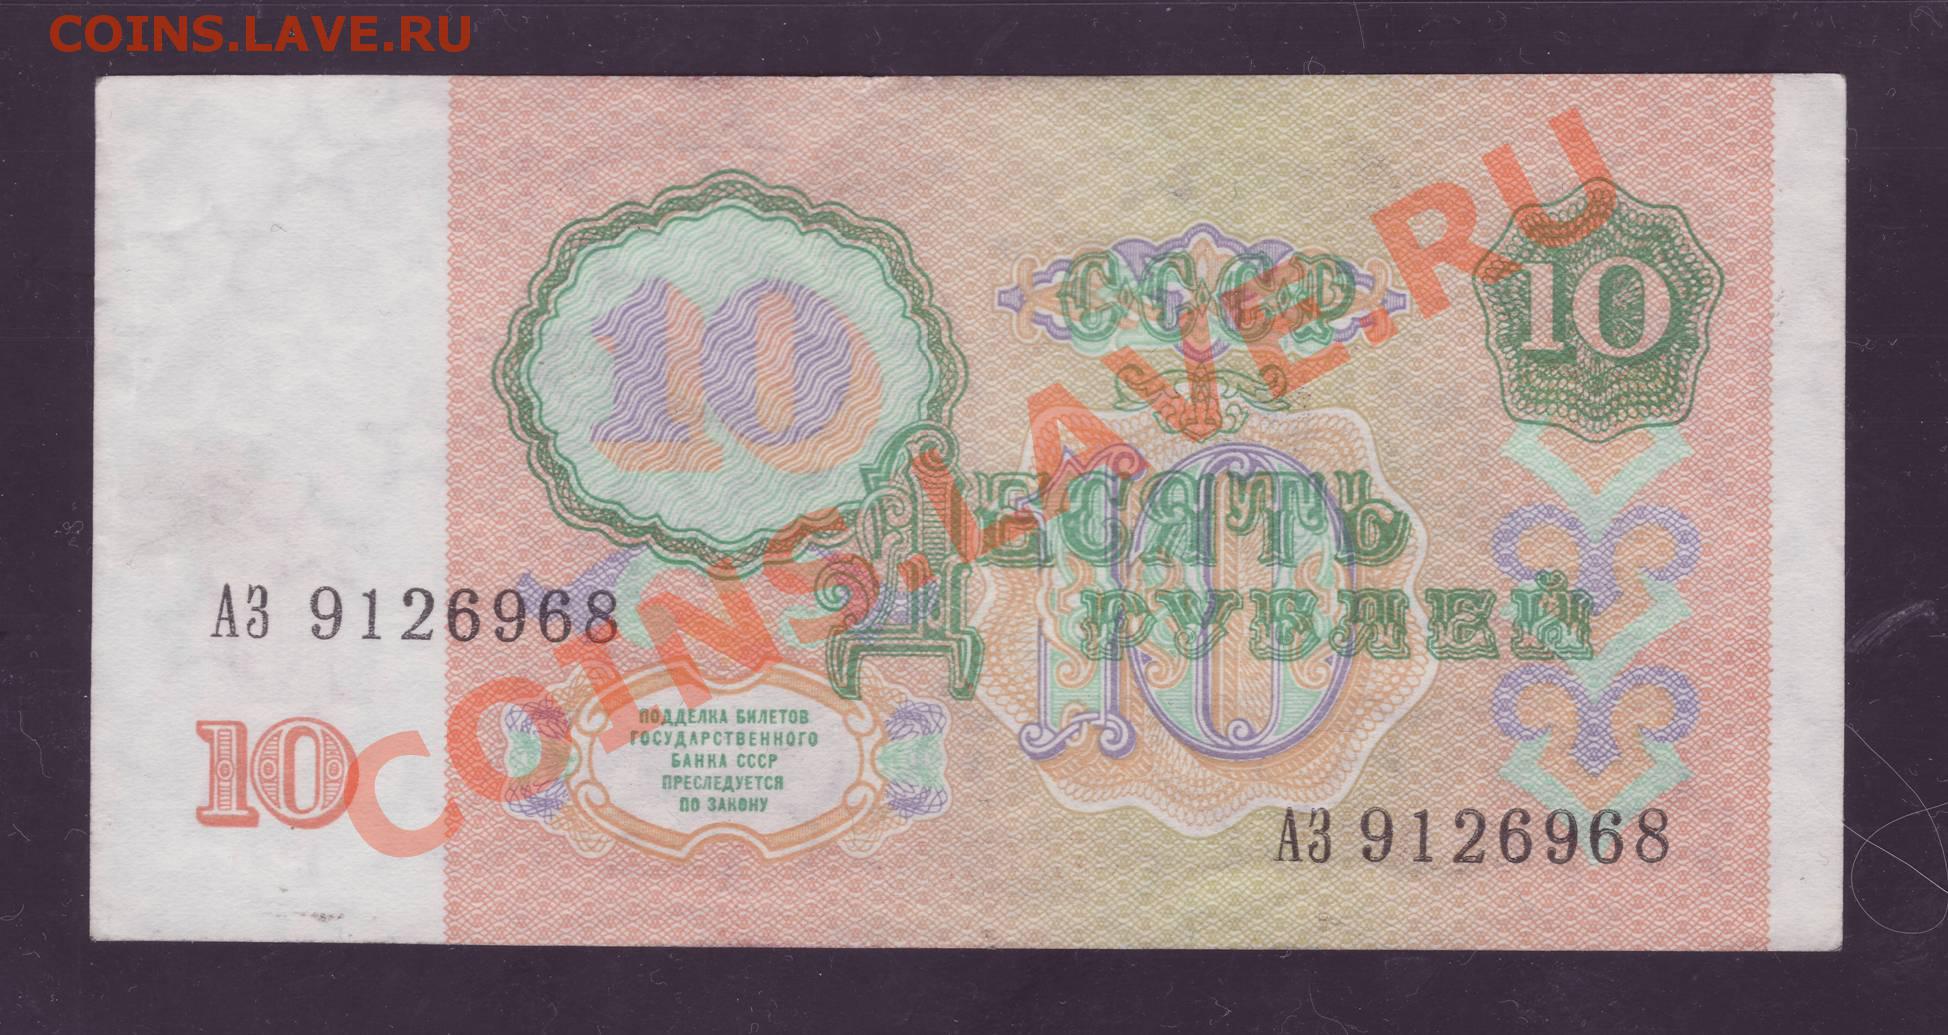 COINS.LAVE.RU
10
СССР
10
ДЕСЯТЬ
РУБЛЕЙ
10
АЗ 9126968
10
ПОДДЕЛКА БИЛЕТОВ
ГОСУДАРСТВЕННОГО
БАНКА СССР
ПРЕСЛЕДУЕТСЯ
ПО ЗАКОНУ
АЗ 9126968
COINS.LAVE.RU